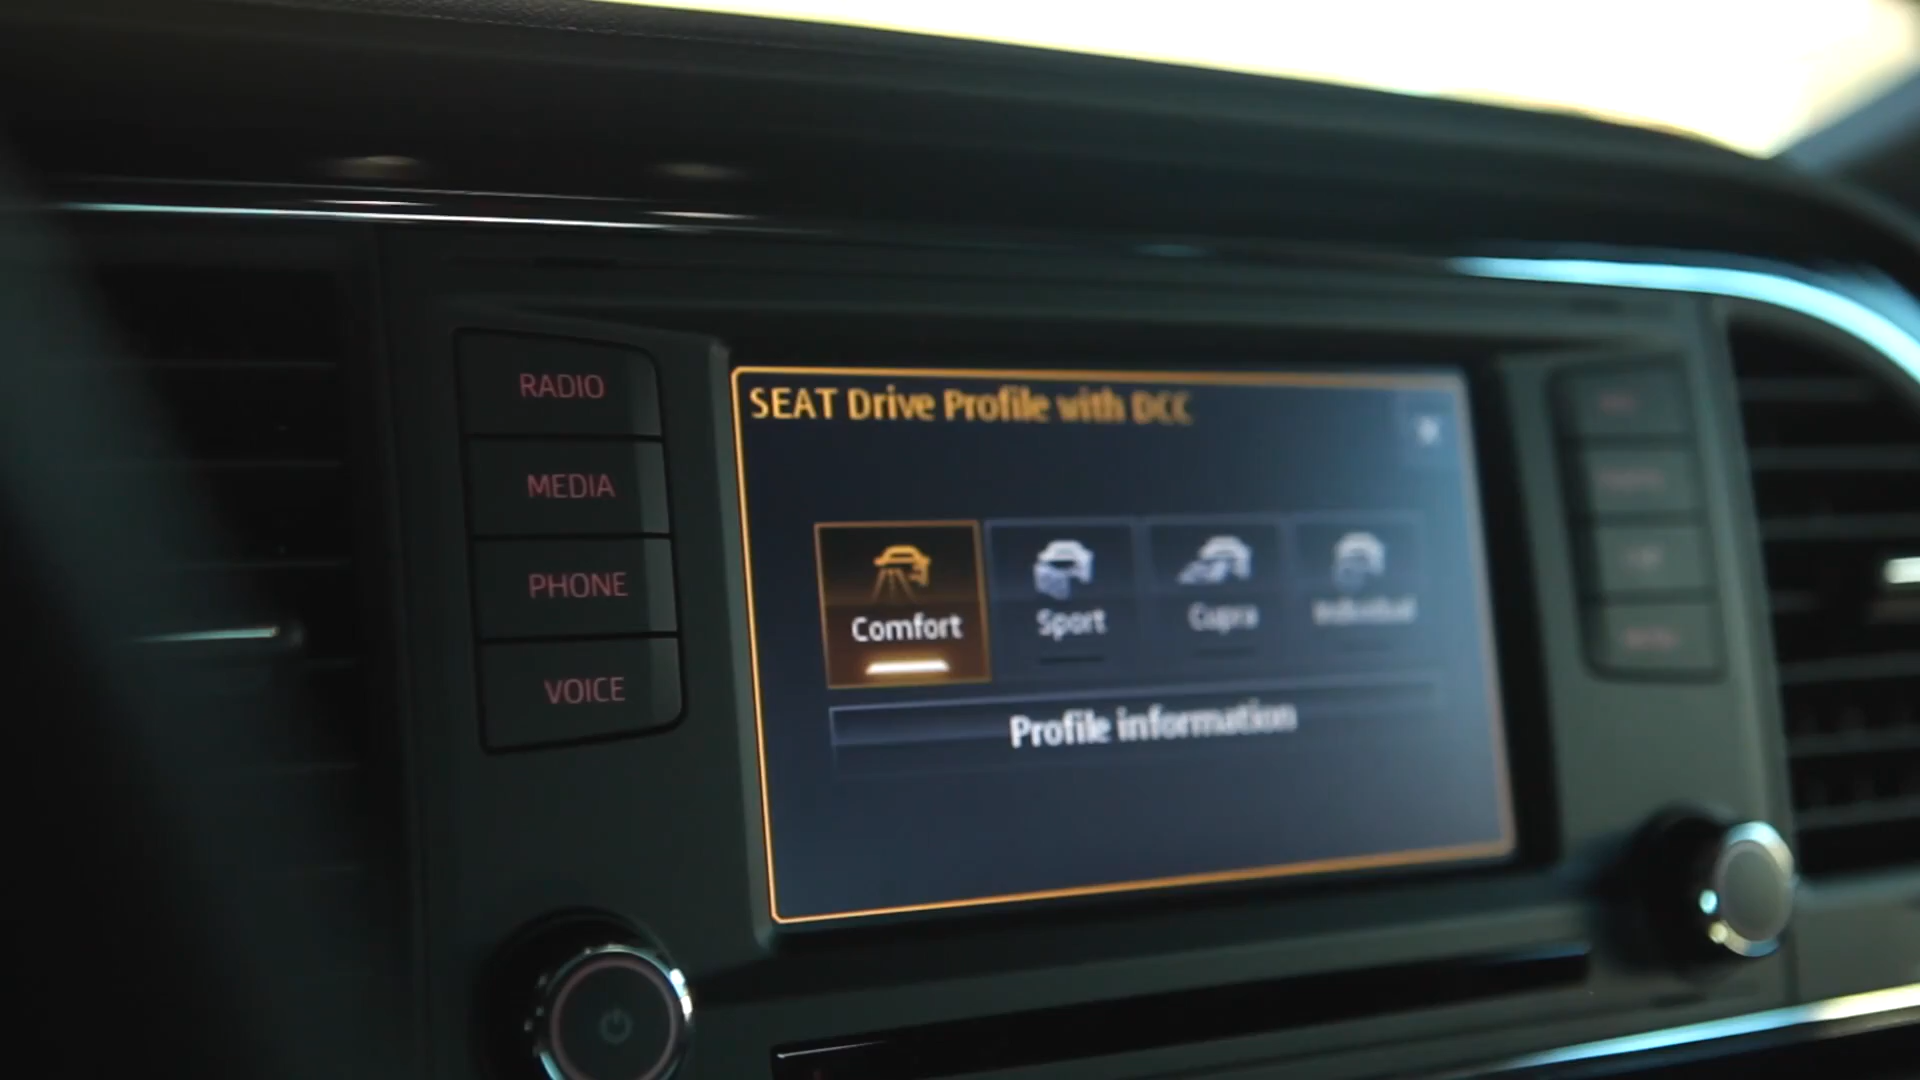 RADIO
MEDIA
PHONE
VOICE
SEAT Drive Profile with DCC
Comfort
Sport
Cupra
Individual
Profile information